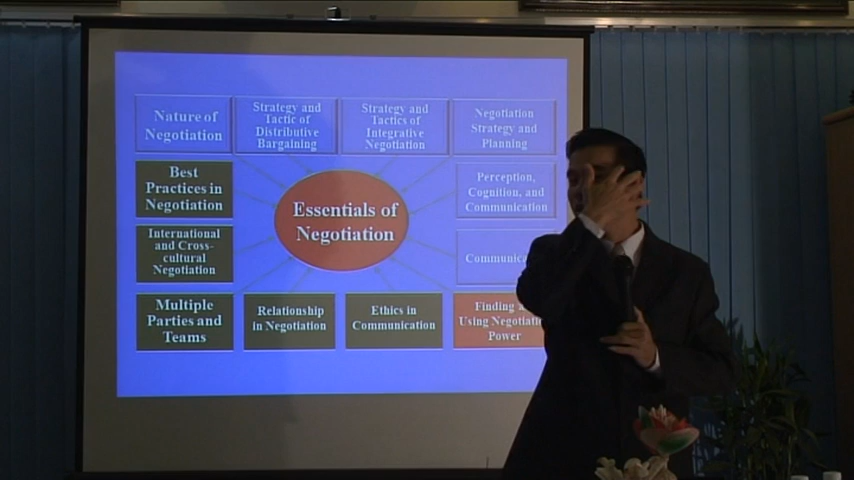 Nature of
Negotiation
Strategy and
Tactic of
Distributive
Bargaining
Strategy and
Tactics of
Integrative
Negotiation
Negotiation
Strategy and
Planning
Best
Practices in
Negotiation
Essentials of
Negotiation
Perception,
Cognition, and
Communication
International
and Cross-
cultural
Negotiation
Multiple
Parties and
Teams
Relationship
in Negotiation
Ethics in
Communication
Finding
Using
Power